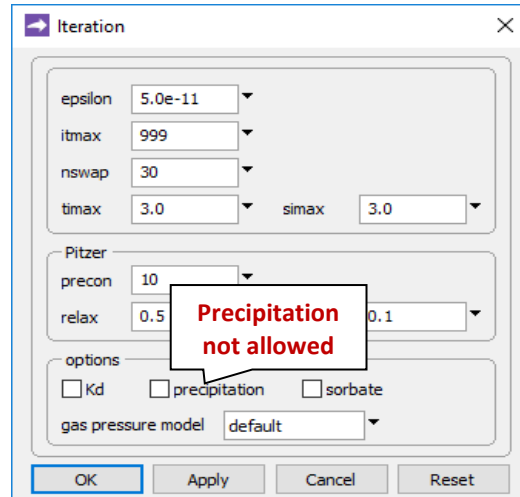 Iteration
epsilon 5.0e-11
itmax 999
nswap 30
timax 3.0 simax 3.0
Pitzer
precon 10
relax 0.5 0.1
Precipitation
not allowed
options
Kd precipitation sorbate
gas pressure model default
OK Apply Cancel Reset